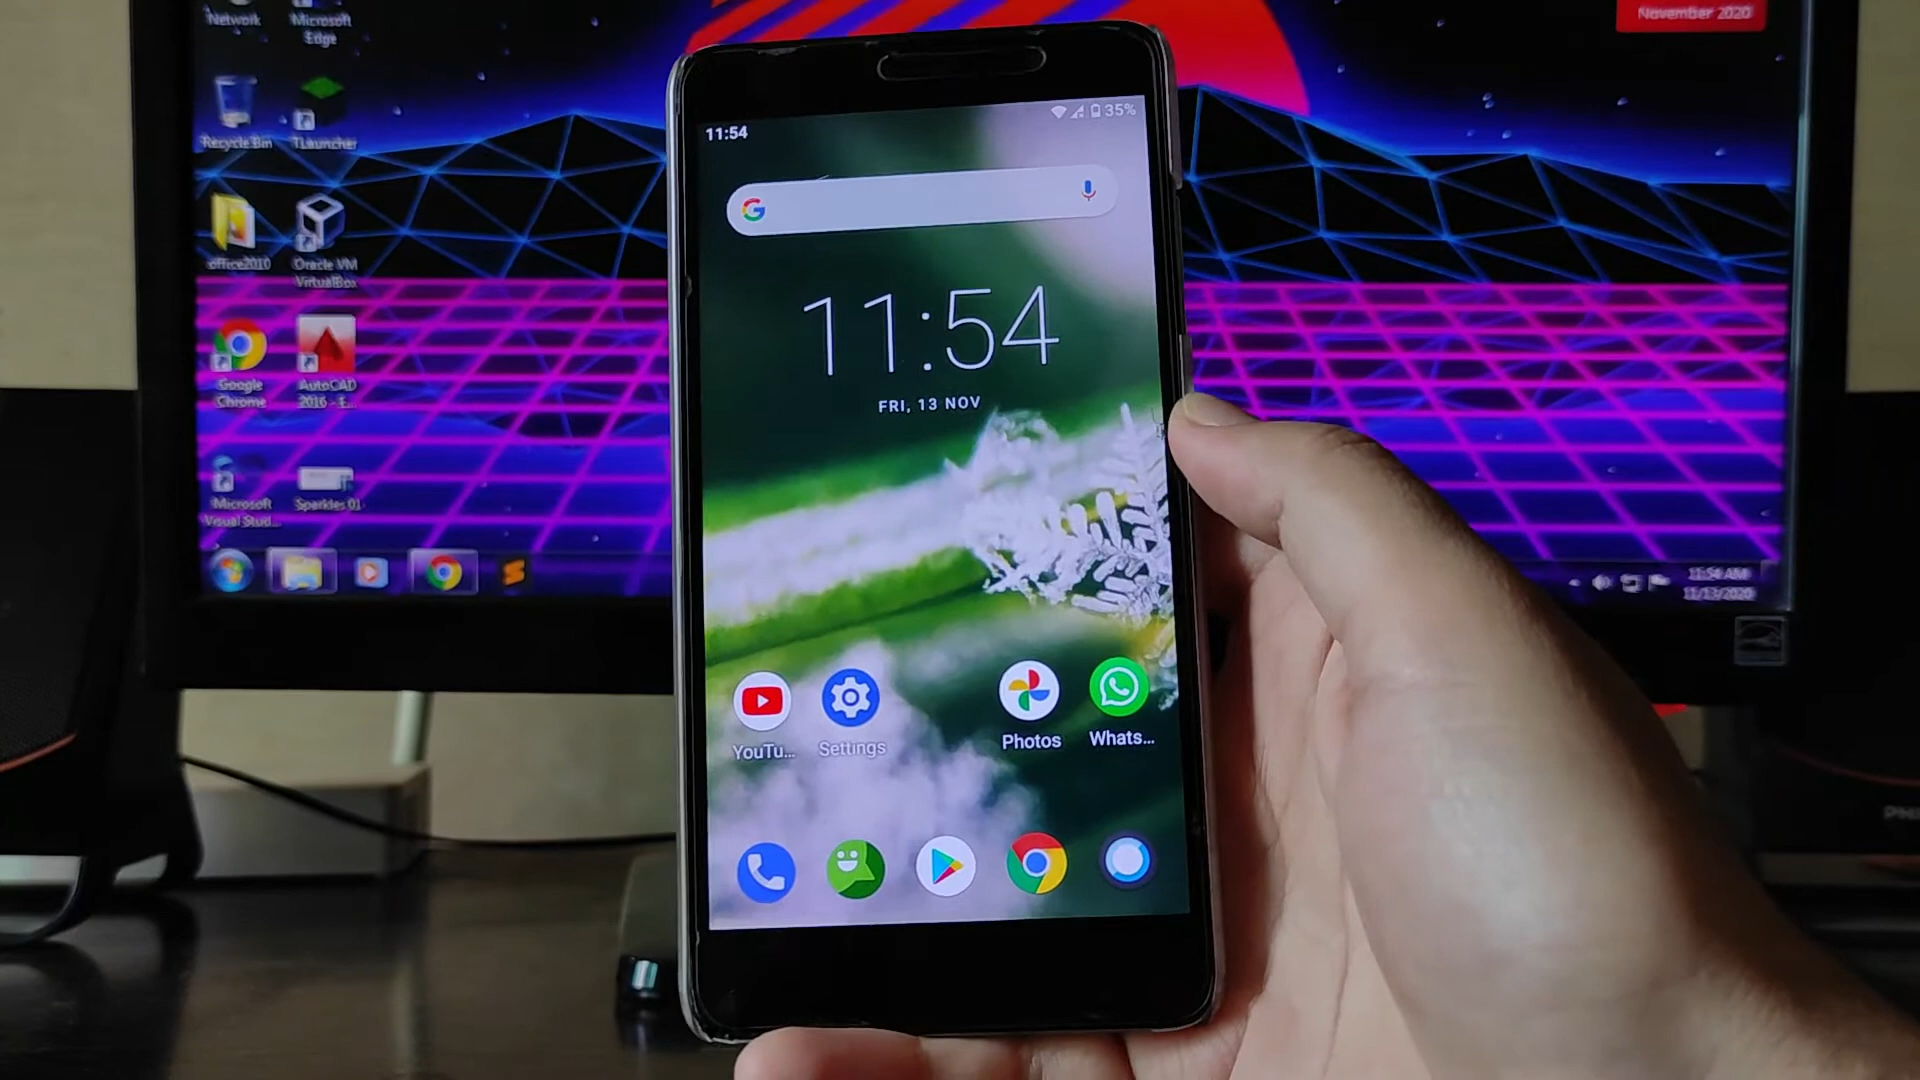 Network
Microsoft
Edge
November 2020
Recycle Bin
TLauncher
office2010
Oracle VM
VirtualBox
Google
Chrome
AutoCAD
2016 - E...
Microsoft
Visual Stud...
Sparkles 01
11:54 AM
11/13/2020
11:54
35%
G
11:54
FRI, 13 NOV
YouTu...
Settings
Photos
Whats...